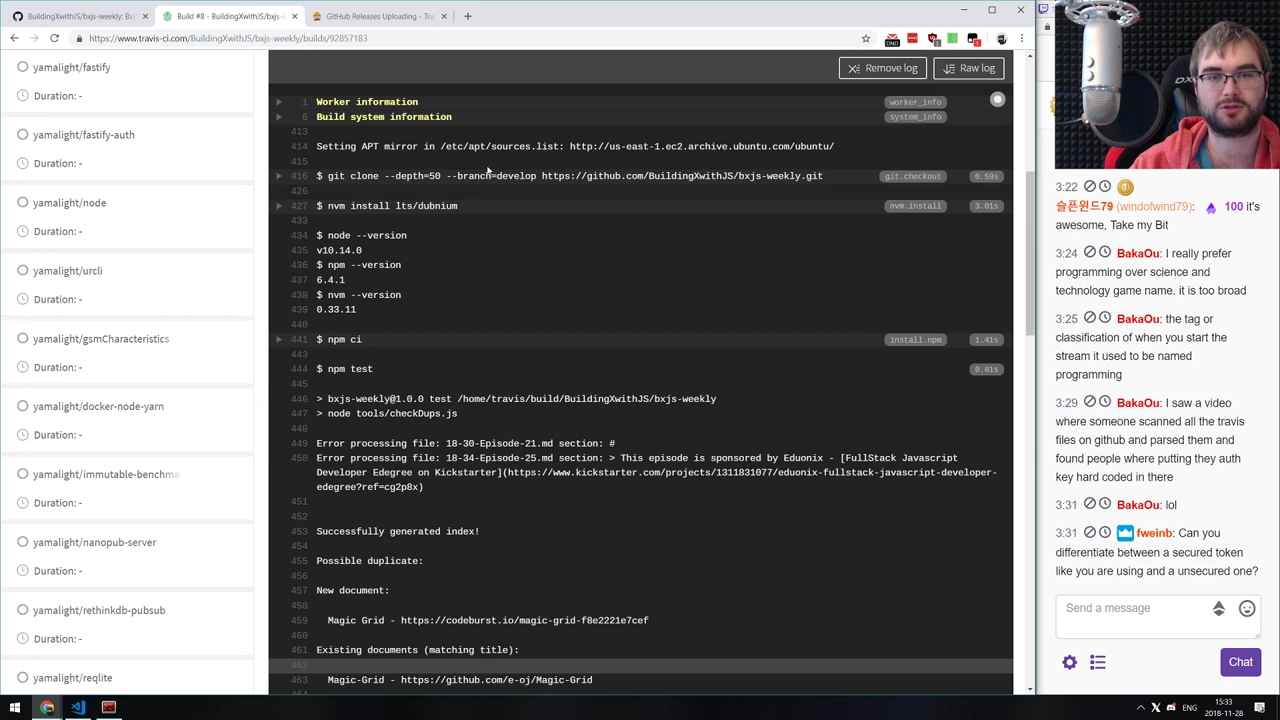 BuildingXwithJS/bxjs-weekly: BX
Build #8 - BuildingXwithJS/bxjs-w
GitHub Releases Uploading - Tra
https://www.travis-ci.com/BuildingXwithJS/bxjs-weekly/builds/92857183
yamalight/fastify
Duration: -
yamalight/fastify-auth
Duration: -
yamalight/node
Duration: -
yamalight/urcli
Duration: -
yamalight/gsmCharacteristics
Duration: -
yamalight/docker-node-yarn
Duration: -
yamalight/immutable-benchma
Duration: -
yamalight/nanopub-server
Duration: -
yamalight/rethinkdb-pubsub
Duration: -
yamalight/reqlite
Remove log
Raw log
1 Worker information worker_info
6 Build system information system_info
413
414 Setting APT mirror in /etc/apt/sources.list: http://us-east-1.ec2.archive.ubuntu.com/ubuntu/
415
416 $ git clone --depth=50 --branch=develop https://github.com/BuildingXwithJS/bxjs-weekly.git git.checkout 0.59s
426
427 $ nvm install lts/dubnium nvm.install 3.01s
433
434 $ node --version
435 v10.14.0
436 $ npm --version
437 6.4.1
438 $ nvm --version
439 0.33.11
440
441 $ npm ci install.npm 1.41s
443
444 $ npm test 0.81s
445
446 > bxjs-weekly@1.0.0 test /home/travis/build/BuildingXwithJS/bxjs-weekly
447 > node tools/checkDups.js
448
449 Error processing file: 18-30-Episode-21.md section: #
450 Error processing file: 18-34-Episode-25.md section: > This episode is sponsored by Eduonix - [FullStack Javascript
Developer Edegree on Kickstarter](https://www.kickstarter.com/projects/1311831077/eduonix-fullstack-javascript-developer-
edegree?ref=cg2p8x)
451
452
453 Successfully generated index!
454
455 Possible duplicate:
456
457 New document:
458
459 Magic Grid - https://codeburst.io/magic-grid-f8e2221e7cef
460
461 Existing documents (matching title):
462
463 Magic-Grid - https://github.com/e-oj/Magic-Grid
3:22
슬픈윈드79 (windofwind79): 100 it's
awesome, Take my Bit
3:24 BakaOu: I really prefer
programming over science and
technology game name. it is too broad
3:25 BakaOu: the tag or
classification of when you start the
stream it used to be named
programming
3:29 BakaOu: I saw a video
where someone scanned all the travis
files on github and parsed them and
found people where putting they auth
key hard coded in there
3:31 BakaOu: lol
3:31 fweinb: Can you
differentiate between a secured token
like you are using and a unsecured one?
Send a message
Chat
ENG
15:33
2018-11-28